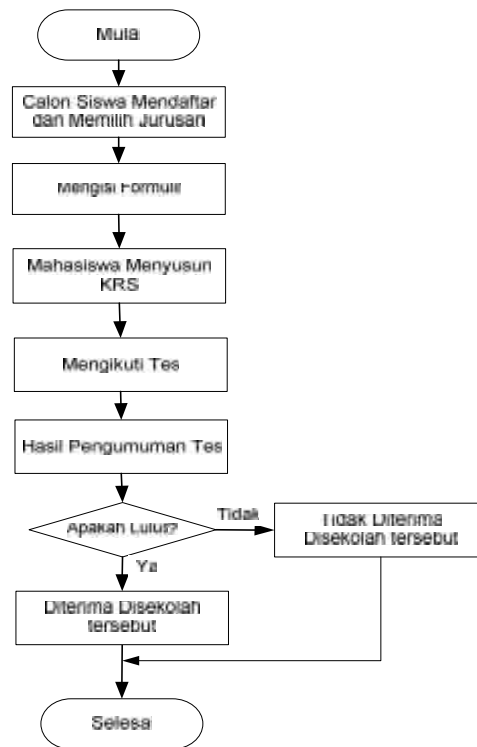 Mulai
Calon Siswa Mendaftar
dan Memilih Jurusan
Mengisi Formulir
Mahasiswa Menyusun
KRS
Mengikuti Tes
Hasil Pengumuman Tes
Apakah Lulus?
Tidak
Tidak Diterima
Disekolah tersebut
Ya
Diterima Disekolah
tersebut
Selesai